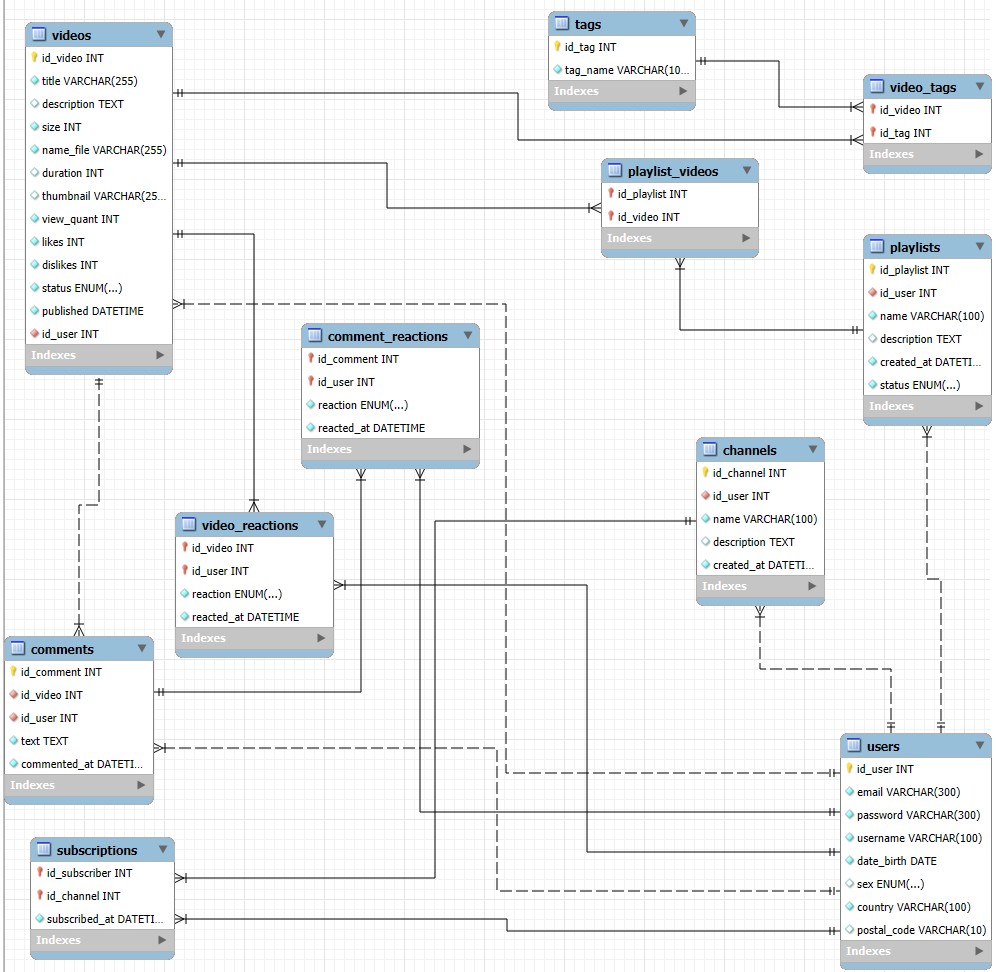 videos
id_video INT
title VARCHAR(255)
description TEXT
size INT
name_file VARCHAR(255)
duration INT
thumbnail VARCHAR(25...
view_quant INT
likes INT
dislikes INT
status ENUM(...)
published DATETIME
id_user INT
Indexes
tags
id_tag INT
tag_name VARCHAR(10...
Indexes
video_tags
id_video INT
id_tag INT
Indexes
playlist_videos
id_playlist INT
id_video INT
Indexes
playlists
id_playlist INT
id_user INT
name VARCHAR(100)
description TEXT
created_at DATETI...
status ENUM(...)
Indexes
comment_reactions
id_comment INT
id_user INT
reaction ENUM(...)
reacted_at DATETIME
Indexes
channels
id_channel INT
id_user INT
name VARCHAR(100)
description TEXT
created_at DATETI...
Indexes
video_reactions
id_video INT
id_user INT
reaction ENUM(...)
reacted_at DATETIME
Indexes
comments
id_comment INT
id_video INT
id_user INT
text TEXT
commented_at DATETI...
Indexes
users
id_user INT
email VARCHAR(300)
password VARCHAR(300)
username VARCHAR(100)
date_birth DATE
sex ENUM(...)
country VARCHAR(100)
postal_code VARCHAR(10)
Indexes
subscriptions
id_subscriber INT
id_channel INT
subscribed_at DATETI...
Indexes